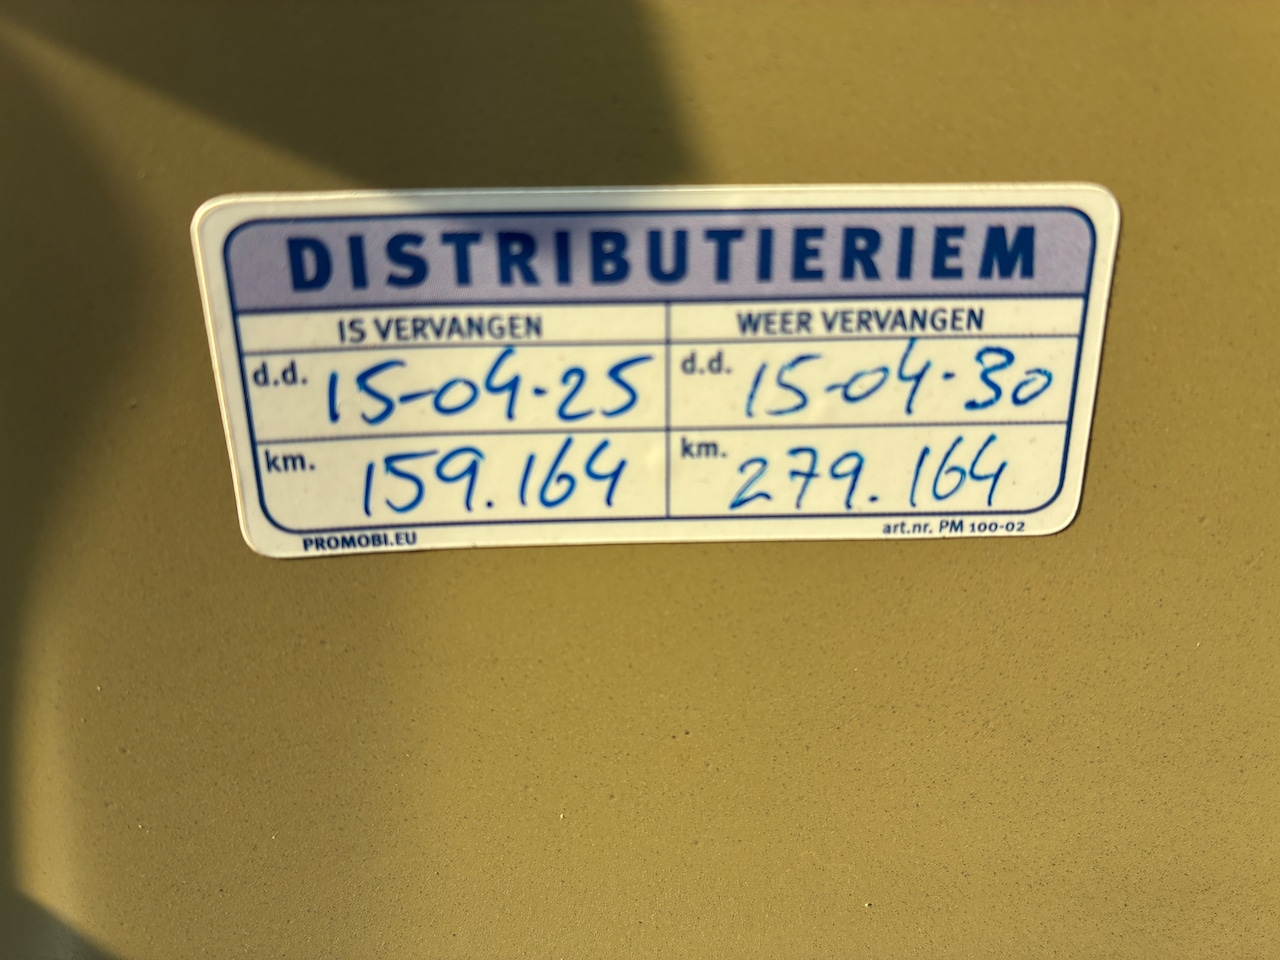 DISTRIBUTIERIEM
IS VERVANGEN WEER VERVANGEN
d.d. 15-04-25 d.d. 15-04-30
km. 159.164 km. 279.164
PROMOBI.EU art.nr. PM 100-02